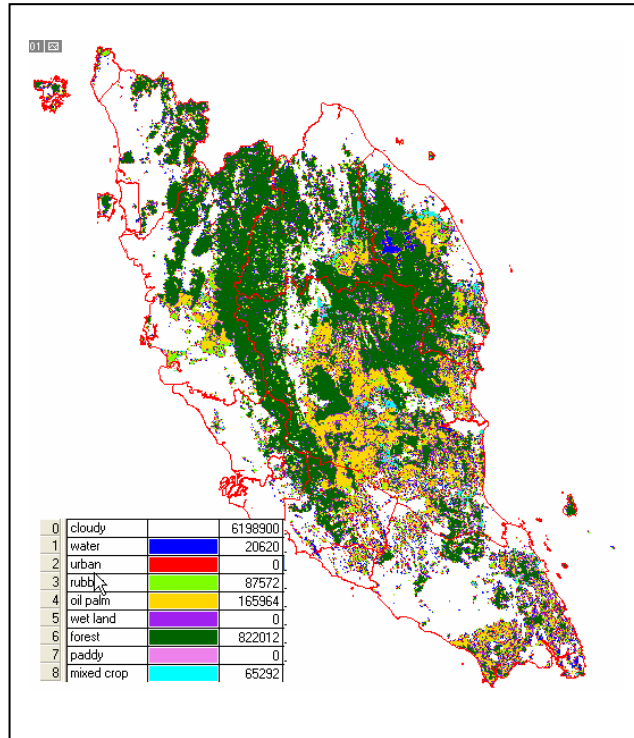 01
0 cloudy 6198900
1 water 20620
2 urban 0
3 rubb
4 oil palm 165964
5 wet land 0
6 forest 822012
7 paddy 0
8 mixed crop 65292